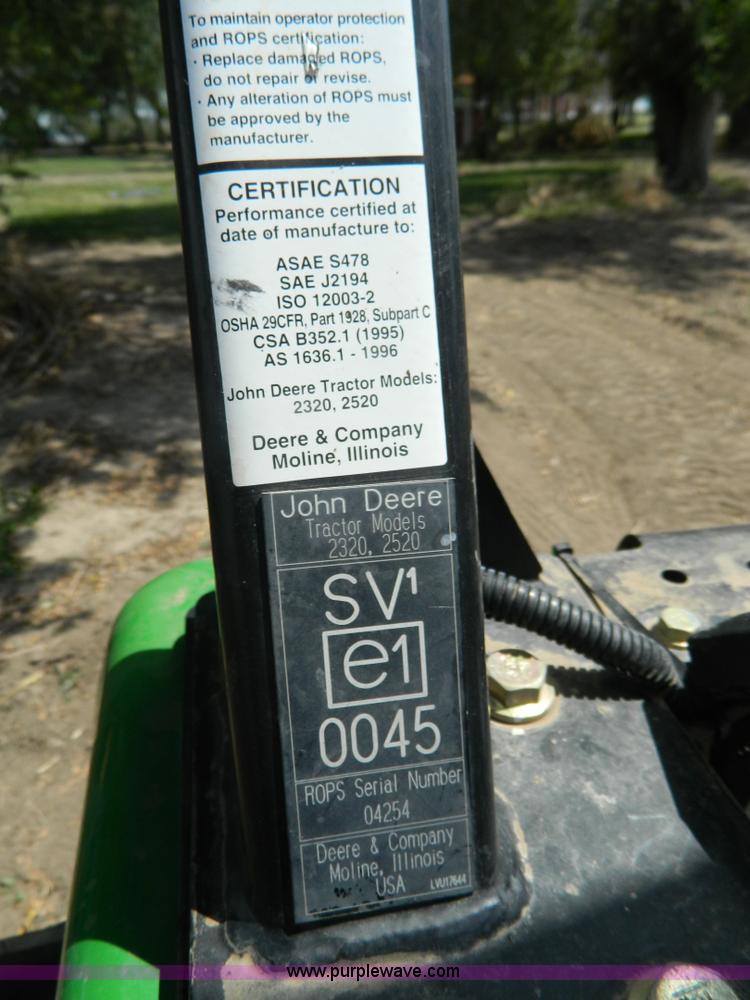 To maintain operator protection
and ROPS certification:
· Replace damaged ROPS,
do not repair or revise.
· Any alteration of ROPS must
be approved by the
manufacturer.
CERTIFICATION
Performance certified at
date of manufacture to:
ASAE S478
SAE J2194
ISO 12003-2
OSHA 29CFR, Part 1928, Subpart C
CSA B352.1 (1995)
AS 1636.1 - 1996
John Deere Tractor Models:
2320, 2520
Deere & Company
Moline, Illinois
John Deere
Tractor Models
2320, 2520
SV1
e1
0045
ROPS Serial Number
04254
Deere & Company
Moline, Illinois
USA LVU17644
www.purplewave.com